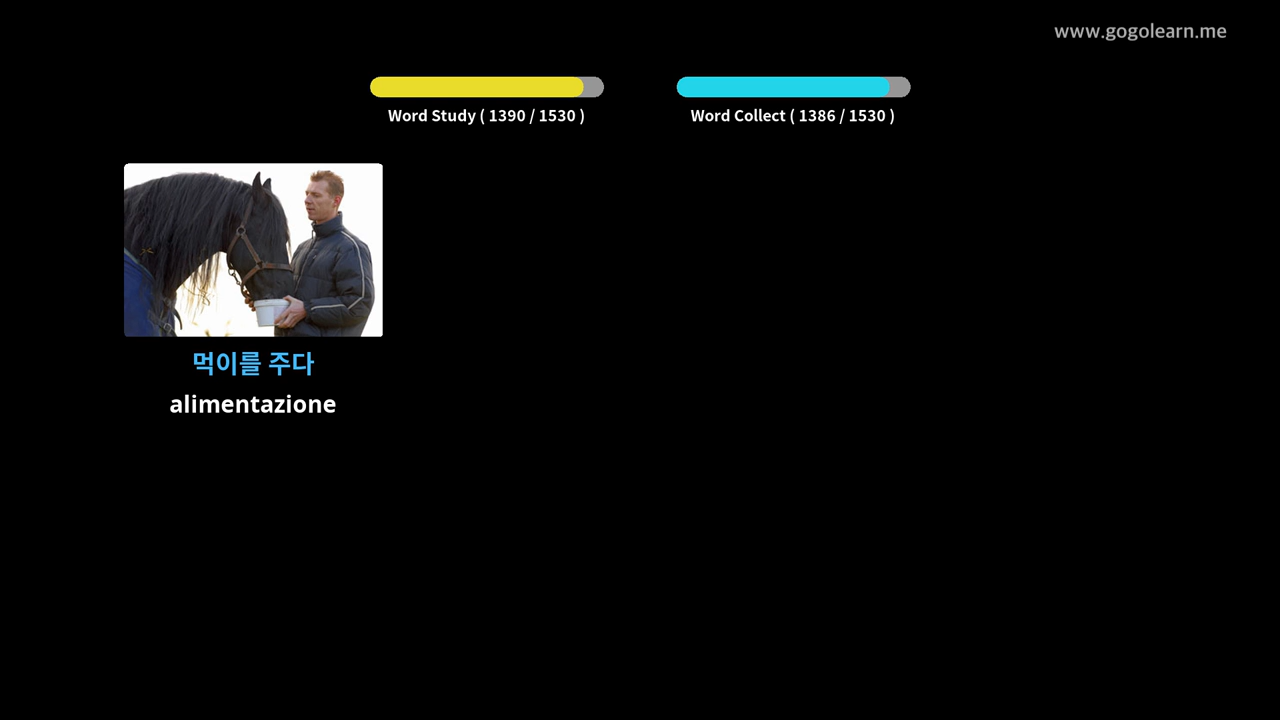 www.gogolearn.me
Word Study ( 1390 / 1530 )
Word Collect ( 1386 / 1530 )
먹이를 주다
alimentazione